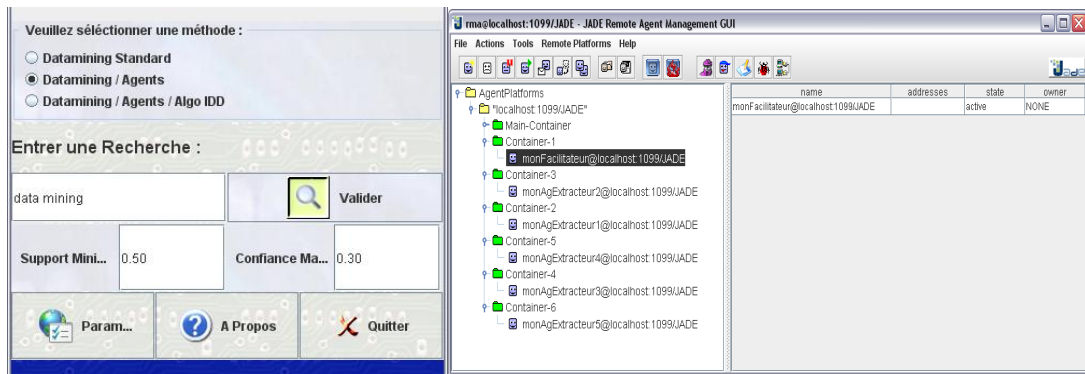 Veuillez séléctionner une méthode :
Datamining Standard
Datamining / Agents
Datamining / Agents / Algo IDD
Entrer une Recherche :
data mining
Valider
Support Mini... 0.50 Confiance Ma... 0.30
Param... A Propos Quitter
rma@localhost:1099/JADE - JADE Remote Agent Management GUI
File Actions Tools Remote Platforms Help
AgentPlatforms
"localhost:1099/JADE"
Main-Container
Container-1
monFacilitateur@localhost:1099/JADE
Container-3
monAgExtracteur2@localhost:1099/JADE
Container-2
monAgExtracteur1@localhost:1099/JADE
Container-5
monAgExtracteur4@localhost:1099/JADE
Container-4
monAgExtracteur3@localhost:1099/JADE
Container-6
monAgExtracteur5@localhost:1099/JADE
name addresses state owner
monFacilitateur@localhost:1099/JADE active NONE